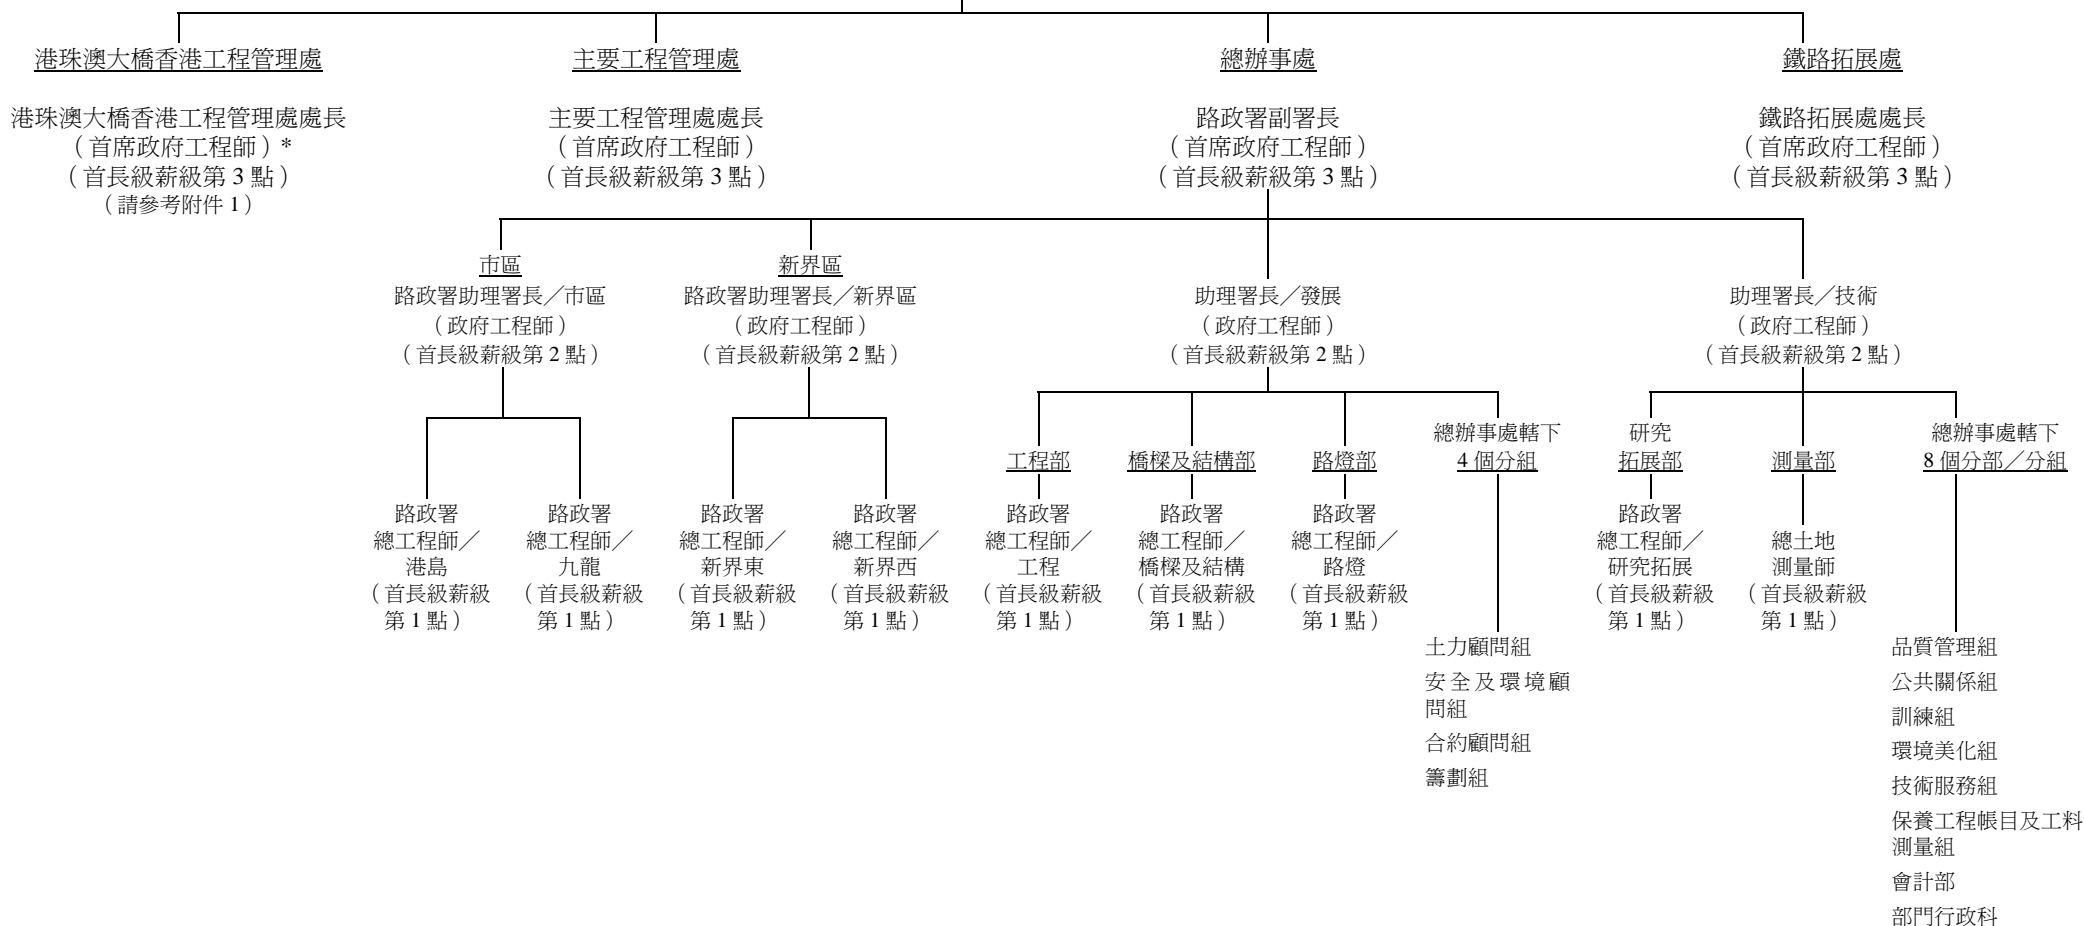 港珠澳大橋香港工程管理處
港珠澳大橋香港工程管理處處長
（首席政府工程師）*
（首長級薪級第 3 點）
（請參考附件 1）
主要工程管理處
主要工程管理處處長
（首席政府工程師）
（首長級薪級第 3 點）
總辦事處
路政署副署長
（首席政府工程師）
（首長級薪級第 3 點）
鐵路拓展處
鐵路拓展處處長
（首席政府工程師）
（首長級薪級第 3 點）
市區
路政署助理署長／市區
（政府工程師）
（首長級薪級第 2 點）
新界區
路政署助理署長／新界區
（政府工程師）
（首長級薪級第 2 點）
助理署長／發展
（政府工程師）
（首長級薪級第 2 點）
助理署長／技術
（政府工程師）
（首長級薪級第 2 點）
路政署
總工程師／
港島
（首長級薪級
第 1 點）
路政署
總工程師／
九龍
（首長級薪級
第 1 點）
路政署
總工程師／
新界東
（首長級薪級
第 1 點）
路政署
總工程師／
新界西
（首長級薪級
第 1 點）
工程部
路政署
總工程師／
工程
（首長級薪級
第 1 點）
橋樑及結構部
路政署
總工程師／
橋樑及結構
（首長級薪級
第 1 點）
路燈部
路政署
總工程師／
路燈
（首長級薪級
第 1 點）
總辦事處轄下
4 個分組
土力顧問組
安全及環境顧
問組
合約顧問組
籌劃組
研究
拓展部
路政署
總工程師／
研究拓展
（首長級薪級
第 1 點）
測量部
總土地
測量師
（首長級薪級
第 1 點）
總辦事處轄下
8 個分部／分組
品質管理組
公共關係組
訓練組
環境美化組
技術服務組
保養工程帳目及工料
測量組
會計部
部門行政科